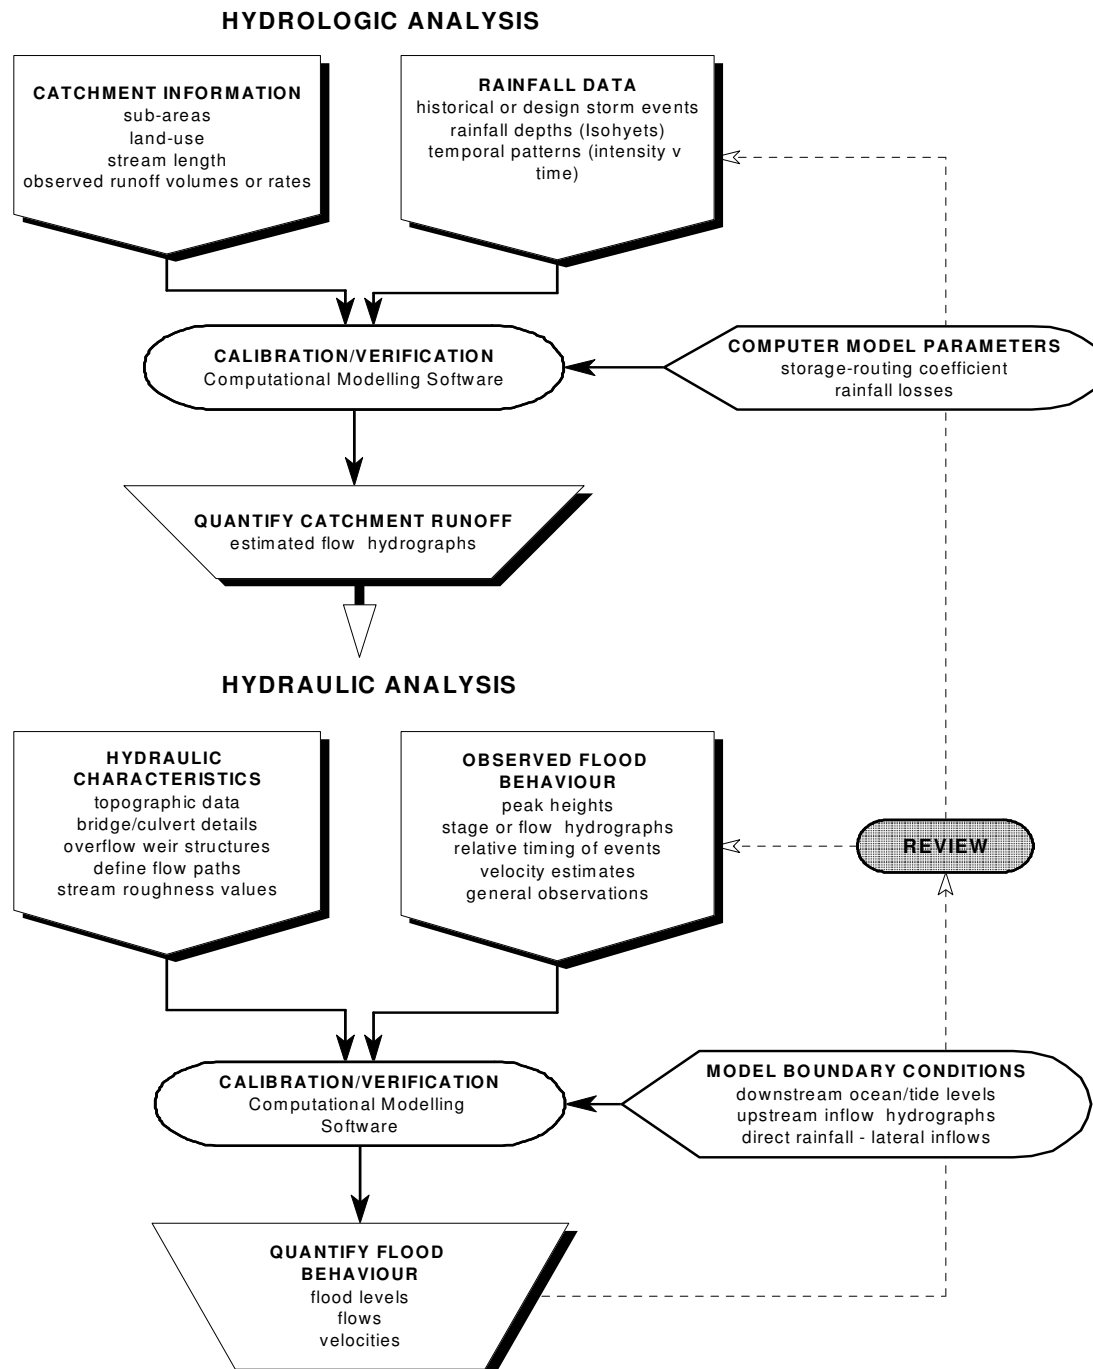 HYDROLOGIC ANALYSIS
CATCHMENT INFORMATION
sub-areas
land-use
stream length
observed runoff volumes or rates
RAINFALL DATA
historical or design storm events
rainfall depths (Isohyets)
temporal patterns (intensity v
time)
CALIBRATION/VERIFICATION
Computational Modelling Software
COMPUTER MODEL PARAMETERS
storage-routing coefficient
rainfall losses
QUANTIFY CATCHMENT RUNOFF
estimated flow hydrographs
HYDRAULIC ANALYSIS
HYDRAULIC
CHARACTERISTICS
topographic data
bridge/culvert details
overflow weir structures
define flow paths
stream roughness values
OBSERVED FLOOD
BEHAVIOUR
peak heights
stage or flow hydrographs
relative timing of events
velocity estimates
general observations
REVIEW
CALIBRATION/VERIFICATION
Computational Modelling
Software
MODEL BOUNDARY CONDITIONS
downstream ocean/tide levels
upstream inflow hydrographs
direct rainfall - lateral inflows
QUANTIFY FLOOD
BEHAVIOUR
flood levels
flows
velocities